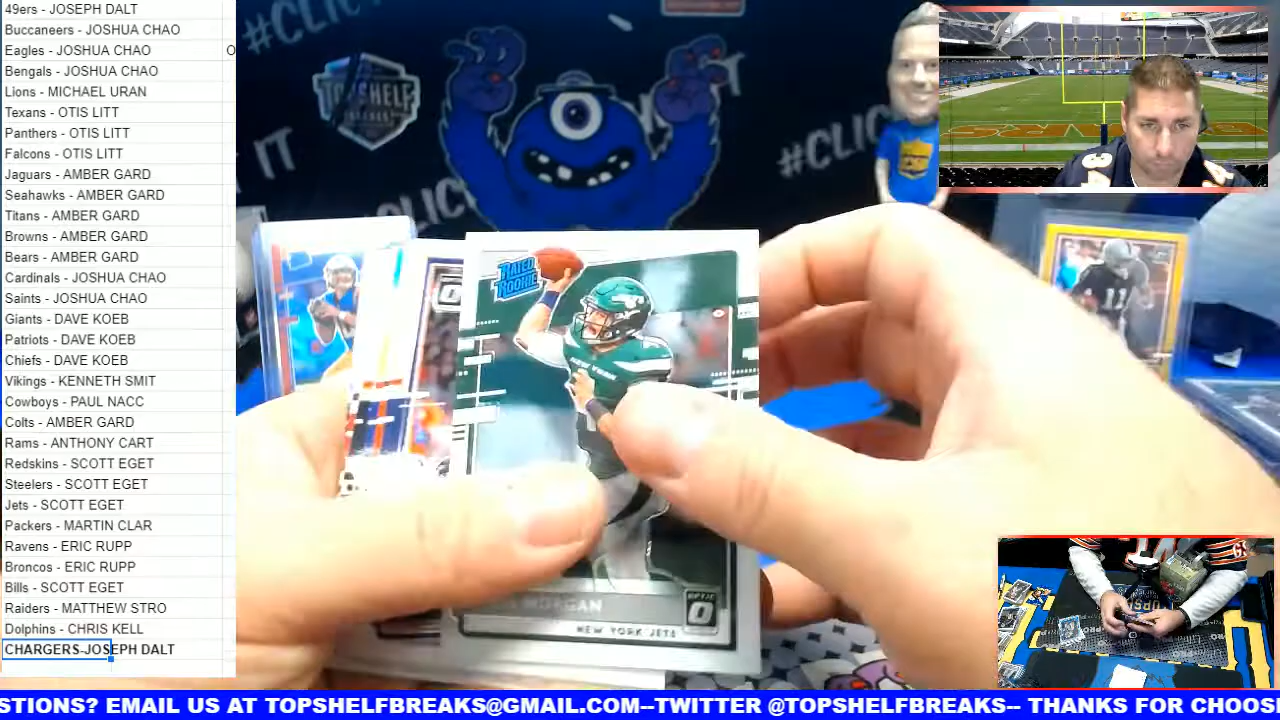 49ers - JOSEPH DALT
Buccaneers - JOSHUA CHAO
Eagles - JOSHUA CHAO
Bengals - JOSHUA CHAO
Lions - MICHAEL URAN
Texans - OTIS LITT
Panthers - OTIS LITT
Falcons - OTIS LITT
Jaguars - AMBER GARD
Seahawks - AMBER GARD
Titans - AMBER GARD
Browns - AMBER GARD
Bears - AMBER GARD
Cardinals - JOSHUA CHAO
Saints - JOSHUA CHAO
Giants - DAVE KOEB
Patriots - DAVE KOEB
Chiefs - DAVE KOEB
Vikings - KENNETH SMIT
Cowboys - PAUL NACC
Colts - AMBER GARD
Rams - ANTHONY CART
Redskins - SCOTT EGET
Steelers - SCOTT EGET
Jets - SCOTT EGET
Packers - MARTIN CLAR
Ravens - ERIC RUPP
Broncos - ERIC RUPP
Bills - SCOTT EGET
Raiders - MATTHEW STRO
Dolphins - CHRIS KELL
CHARGERS-JOSEPH DALT
#CLIC
TOPSHELF
IT
#CLICK
RATED
ROOKIE
MORGAN
OPTIC
NEW YORK JETS
STIONS? EMAIL US AT TOPSHELFBREAKS@GMAIL.COM--TWITTER @TOPSHELFBREAKS-- THANKS FOR CHOOS